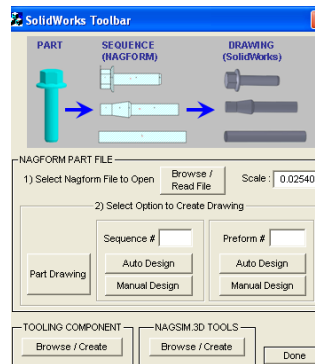 SolidWorks Toolbar
PART
SEQUENCE
(NAGFORM)
DRAWING
(SolidWorks)
NAGFORM PART FILE
1) Select Nagform File to Open
Browse /
Read File
Scale :
0.02540
2) Select Option to Create Drawing
Sequence #
Preform #
Part Drawing
Auto Design
Auto Design
Manual Design
Manual Design
TOOLING COMPONENT
NAGSIM.3D TOOLS
Browse / Create
Browse / Create
Done